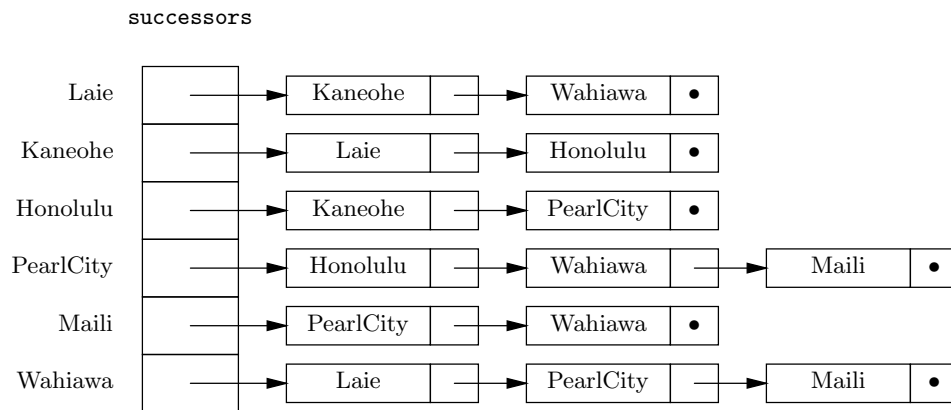 successors
Laie Kaneohe Wahiawa
Kaneohe Laie Honolulu
Honolulu Kaneohe PearlCity
PearlCity Honolulu Wahiawa Maili
Maili PearlCity Wahiawa
Wahiawa Laie PearlCity Maili